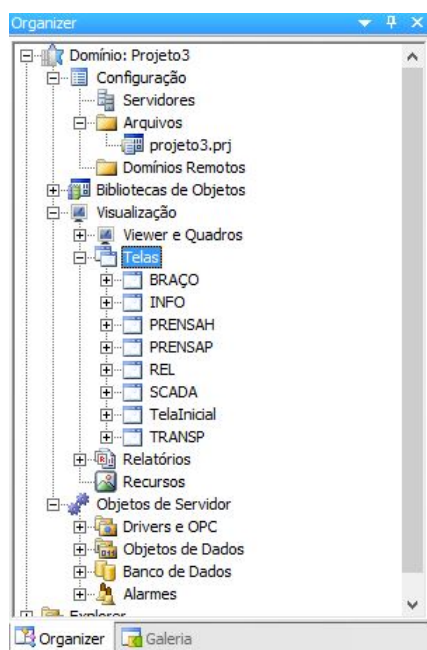 Organizer
Domínio: Projeto3
Configuração
Servidores
Arquivos
projeto3.prj
Domínios Remotos
Bibliotecas de Objetos
Visualização
Viewer e Quadros
Telas
BRAÇO
INFO
PRENSAH
PRENSAP
REL
SCADA
TelaInicial
TRANSP
Relatórios
Recursos
Objetos de Servidor
Drivers e OPC
Objetos de Dados
Banco de Dados
Alarmes
Explorer
Organizer Galeria